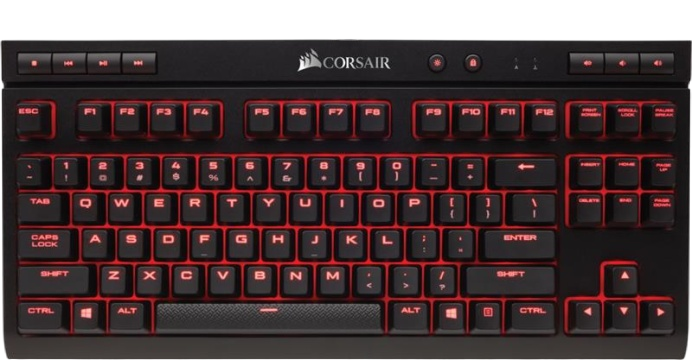 CORSAIR
ESC F1 F2 F3 F4 F5 F6 F7 F8 F9 F10 F11 F12 PRINT SCREEN SCROLL LOCK PAUSE BREAK
~ ! @ # $ % ^ & * ( ) _ +
` 1 2 3 4 5 6 7 8 9 0 - = INSERT HOME PAGE UP
TAB Q W E R T Y U I O P { [ } ] | \ DELETE END PAGE DOWN
CAPS LOCK A S D F G H J K L : ; " ' ENTER
SHIFT Z X C V B N M < , > . ? / SHIFT
CTRL ALT ALT CTRL